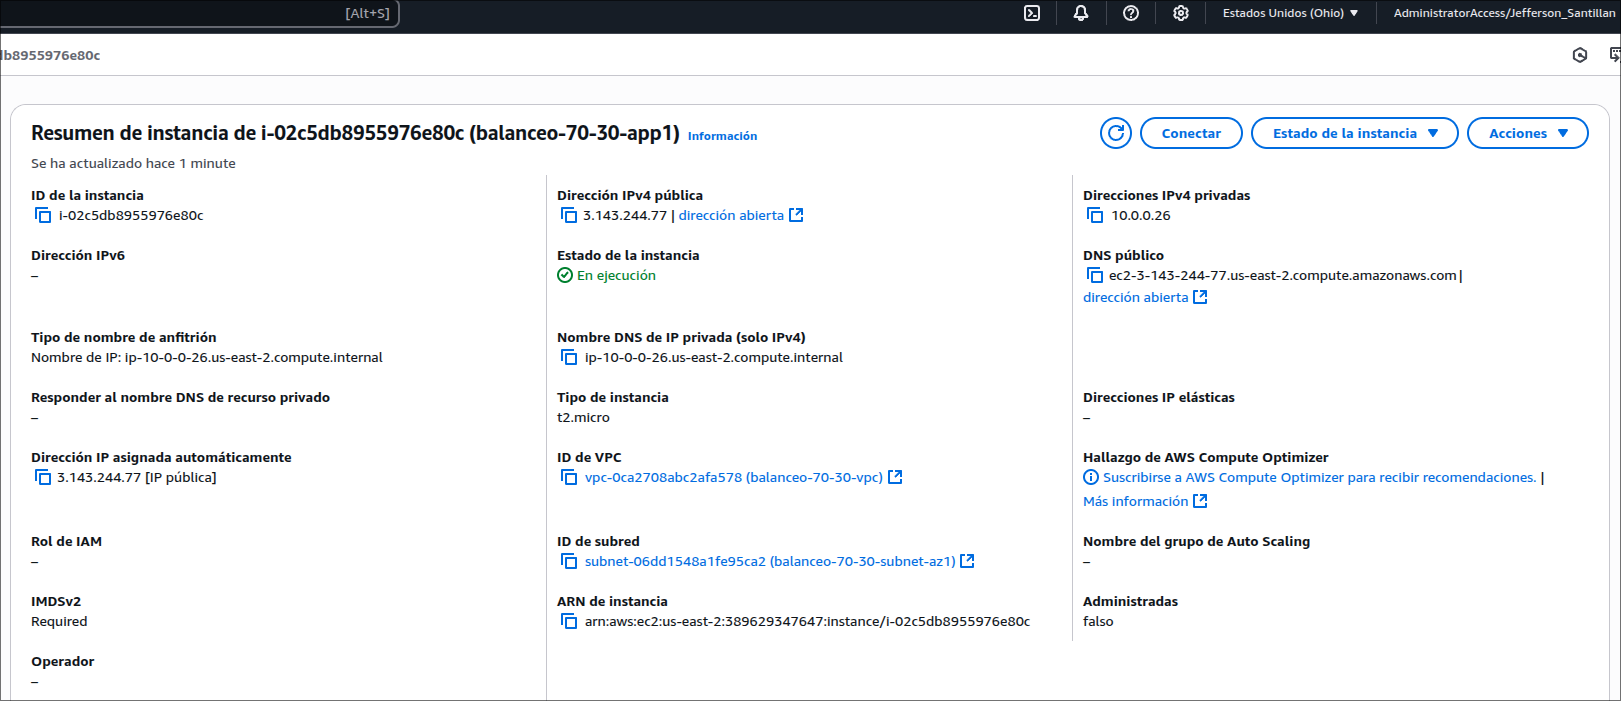 [Alt+S]
Estados Unidos (Ohio)
AdministratorAccess/Jefferson_Santillan
db8955976e80c
Resumen de instancia de i-02c5db8955976e80c (balanceo-70-30-app1)
Información
Conectar
Estado de la instancia
Acciones
Se ha actualizado hace 1 minute
ID de la instancia
i-02c5db8955976e80c
Dirección IPv4 pública
3.143.244.77 | dirección abierta
Direcciones IPv4 privadas
10.0.0.26
Dirección IPv6
–
Estado de la instancia
En ejecución
DNS público
ec2-3-143-244-77.us-east-2.compute.amazonaws.com |
dirección abierta
Tipo de nombre de anfitrión
Nombre de IP: ip-10-0-0-26.us-east-2.compute.internal
Nombre DNS de IP privada (solo IPv4)
ip-10-0-0-26.us-east-2.compute.internal
Responder al nombre DNS de recurso privado
–
Tipo de instancia
t2.micro
Direcciones IP elásticas
–
Dirección IP asignada automáticamente
3.143.244.77 [IP pública]
ID de VPC
vpc-0ca2708abc2afa578 (balanceo-70-30-vpc)
Hallazgo de AWS Compute Optimizer
Suscribirse a AWS Compute Optimizer para recibir recomendaciones. |
Más información
Rol de IAM
–
ID de subred
subnet-06dd1548a1fe95ca2 (balanceo-70-30-subnet-az1)
Nombre del grupo de Auto Scaling
–
IMDSv2
Required
ARN de instancia
arn:aws:ec2:us-east-2:389629347647:instance/i-02c5db8955976e80c
Administradas
falso
Operador
–